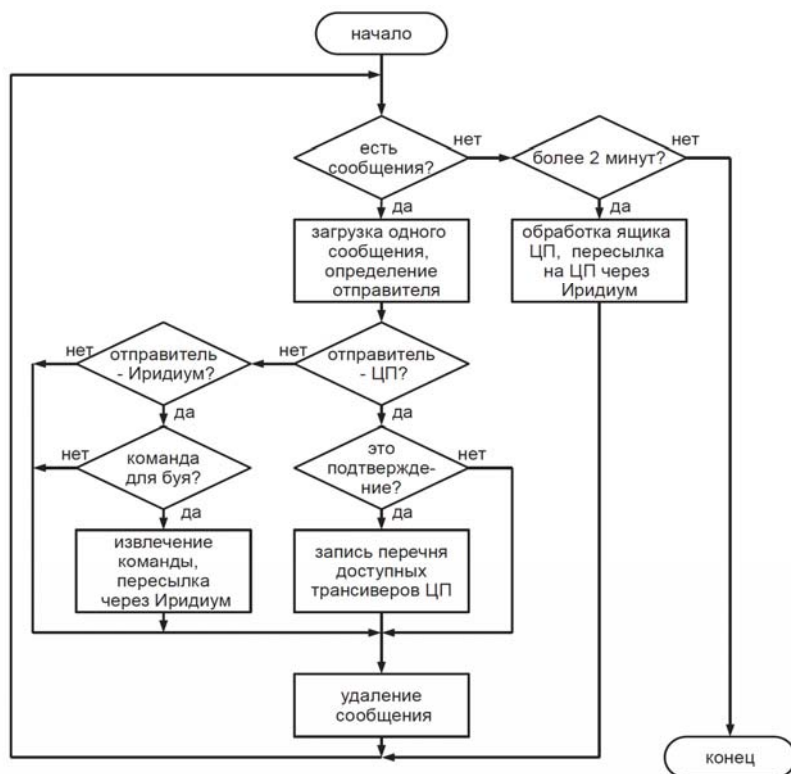 начало
есть
сообщения?
нет
более 2 минут?
нет
да
да
загрузка одного
сообщения,
определение
отправителя
обработка ящика
ЦП, пересылка
на ЦП через
Иридиум
нет
отправитель
- Иридиум?
нет
отправитель
- ЦП?
да
да
нет
команда
для буя?
это
подтвержде-
ние?
нет
да
да
извлечение
команды,
пересылка
через Иридиум
запись перечня
доступных
трансиверов ЦП
удаление
сообщения
конец